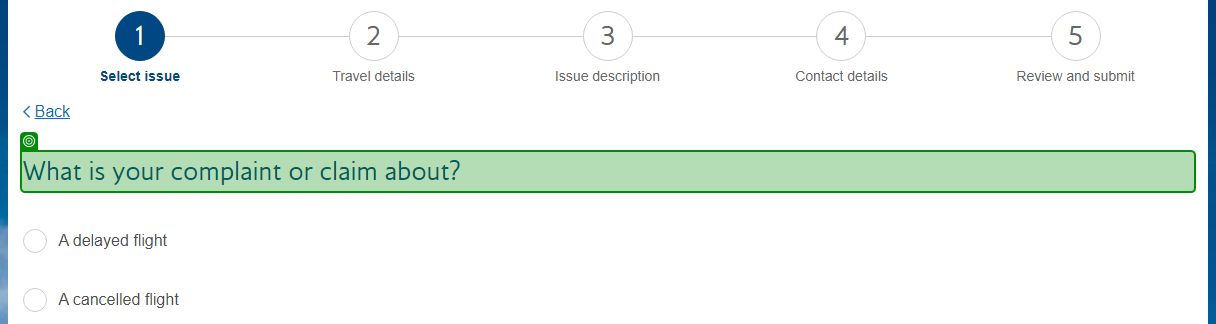 1 2 3 4 5
Select issue Travel details Issue description Contact details Review and submit
Back
What is your complaint or claim about?
A delayed flight
A cancelled flight